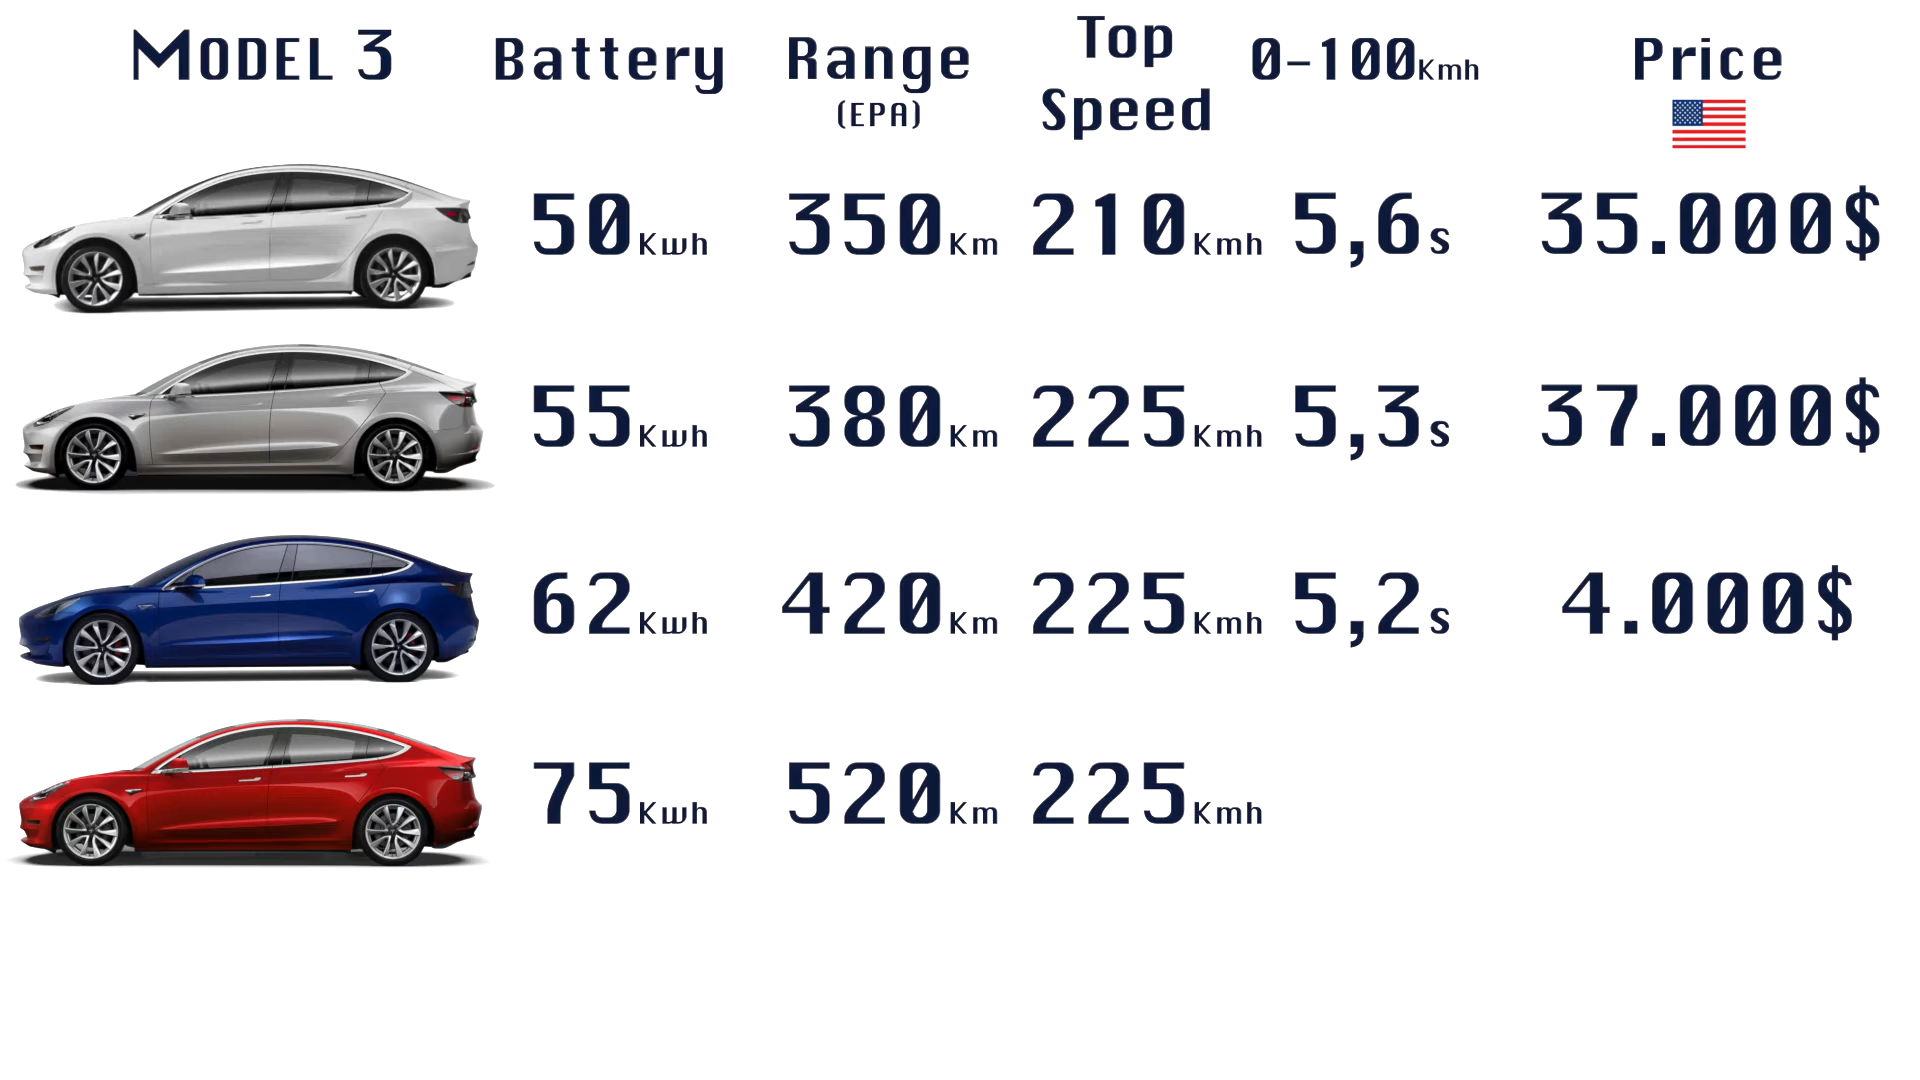 MODEL 3 Battery Range (EPA) Top Speed 0-100Kmh Price
50Kwh 350Km 210Kmh 5,6s 35.000$
55Kwh 380Km 225Kmh 5,3s 37.000$
62Kwh 420Km 225Kmh 5,2s 4.000$
75Kwh 520Km 225Kmh